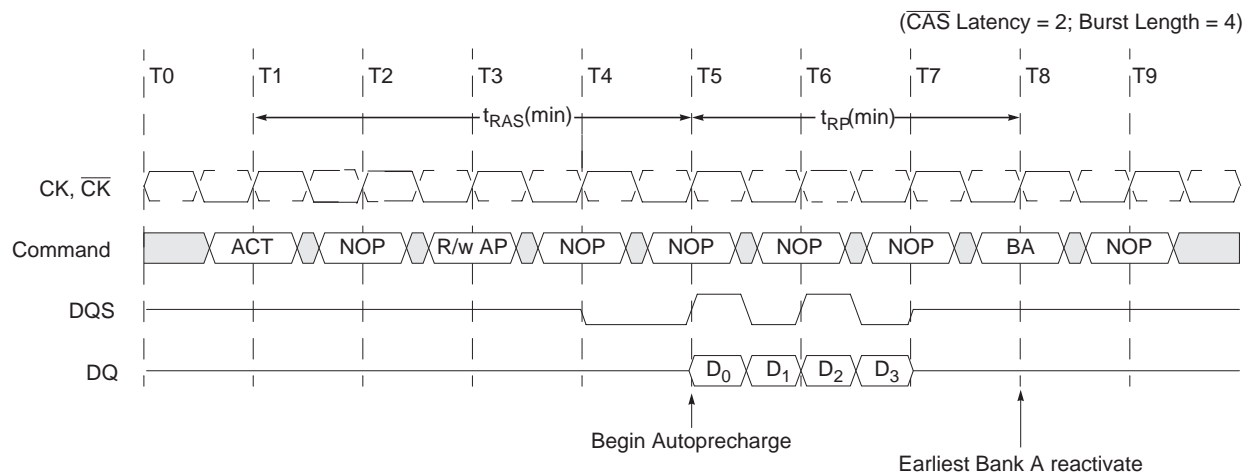 (CAS Latency = 2; Burst Length = 4)
T0 T1 T2 T3 T4 T5 T6 T7 T8 T9
tRAS(min) tRP(min)
CK, CK
Command ACT NOP R/w AP NOP NOP NOP NOP BA NOP
DQS
DQ D0 D1 D2 D3
Begin Autoprecharge
Earliest Bank A reactivate